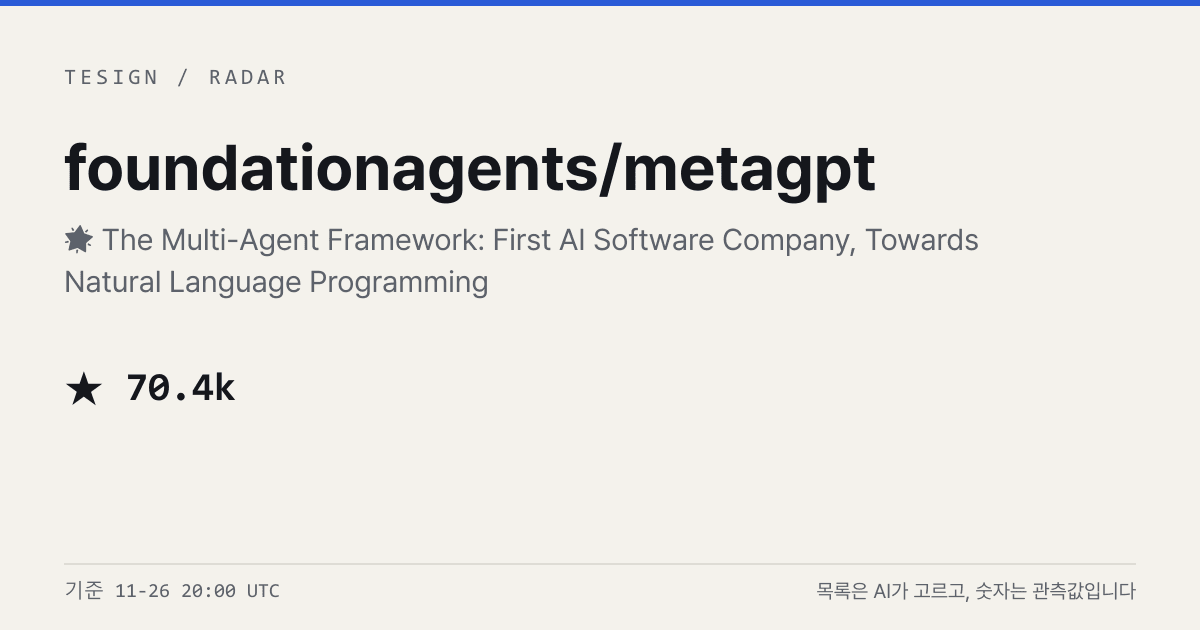 TESIGN / RADAR
foundationagents/metagpt
🌟 The Multi-Agent Framework: First AI Software Company, Towards
Natural Language Programming
★ 70.4k
기준 11-26 20:00 UTC
목록은 AI가 고르고, 숫자는 관측값입니다